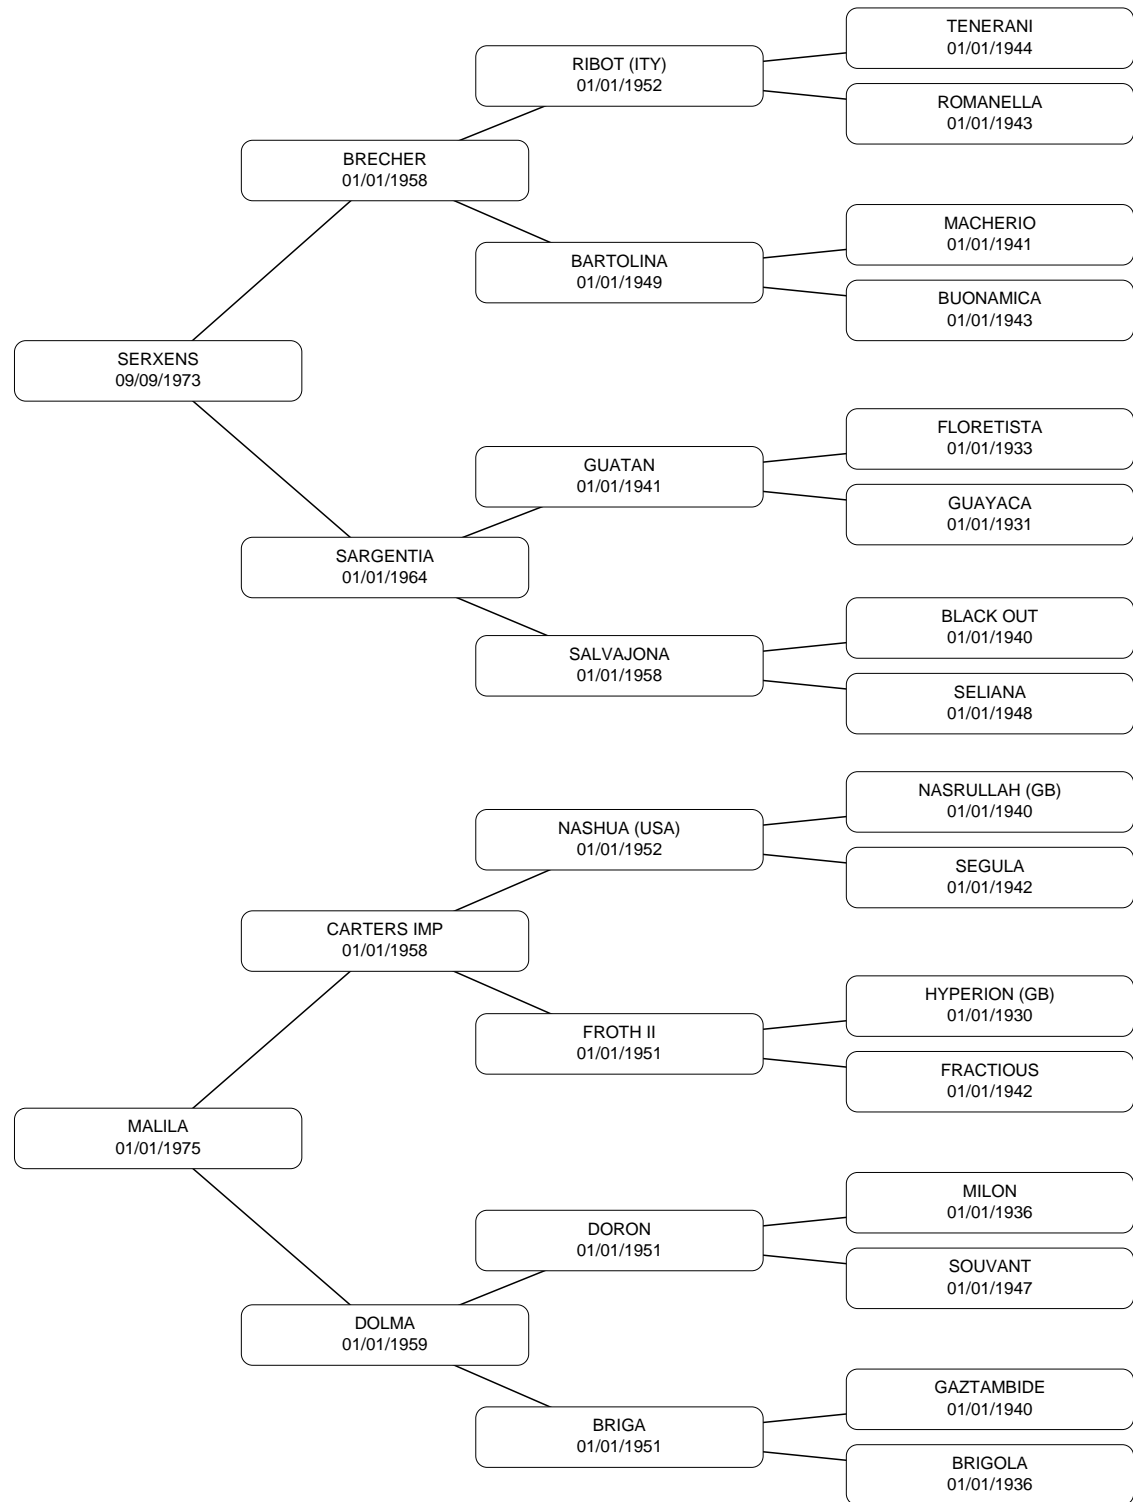 TENERANI
01/01/1944
RIBOT (ITY)
01/01/1952
ROMANELLA
01/01/1943
BRECHER
01/01/1958
MACHERIO
01/01/1941
BARTOLINA
01/01/1949
BUONAMICA
01/01/1943
SERXENS
09/09/1973
FLORETISTA
01/01/1933
GUATAN
01/01/1941
GUAYACA
01/01/1931
SARGENTIA
01/01/1964
BLACK OUT
01/01/1940
SALVAJONA
01/01/1958
SELIANA
01/01/1948
NASRULLAH (GB)
01/01/1940
NASHUA (USA)
01/01/1952
SEGULA
01/01/1942
CARTERS IMP
01/01/1958
HYPERION (GB)
01/01/1930
FROTH II
01/01/1951
FRACTIOUS
01/01/1942
MALILA
01/01/1975
MILON
01/01/1936
DORON
01/01/1951
SOUVANT
01/01/1947
DOLMA
01/01/1959
GAZTAMBIDE
01/01/1940
BRIGA
01/01/1951
BRIGOLA
01/01/1936